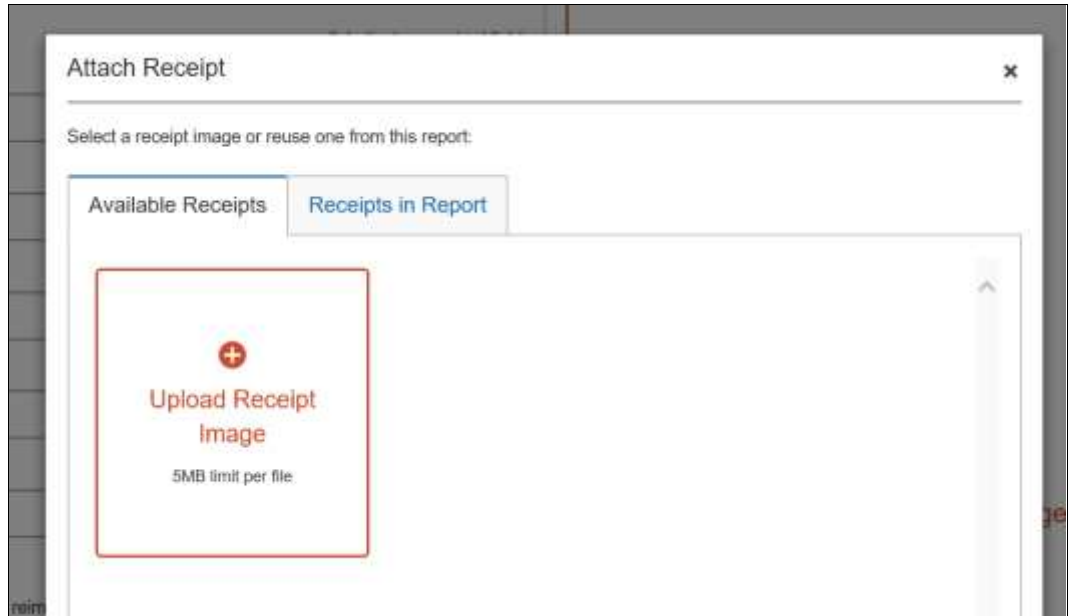 Attach Receipt
Select a receipt image or reuse one from this report:
Available Receipts
Receipts in Report
Upload Receipt
Image
5MB limit per file